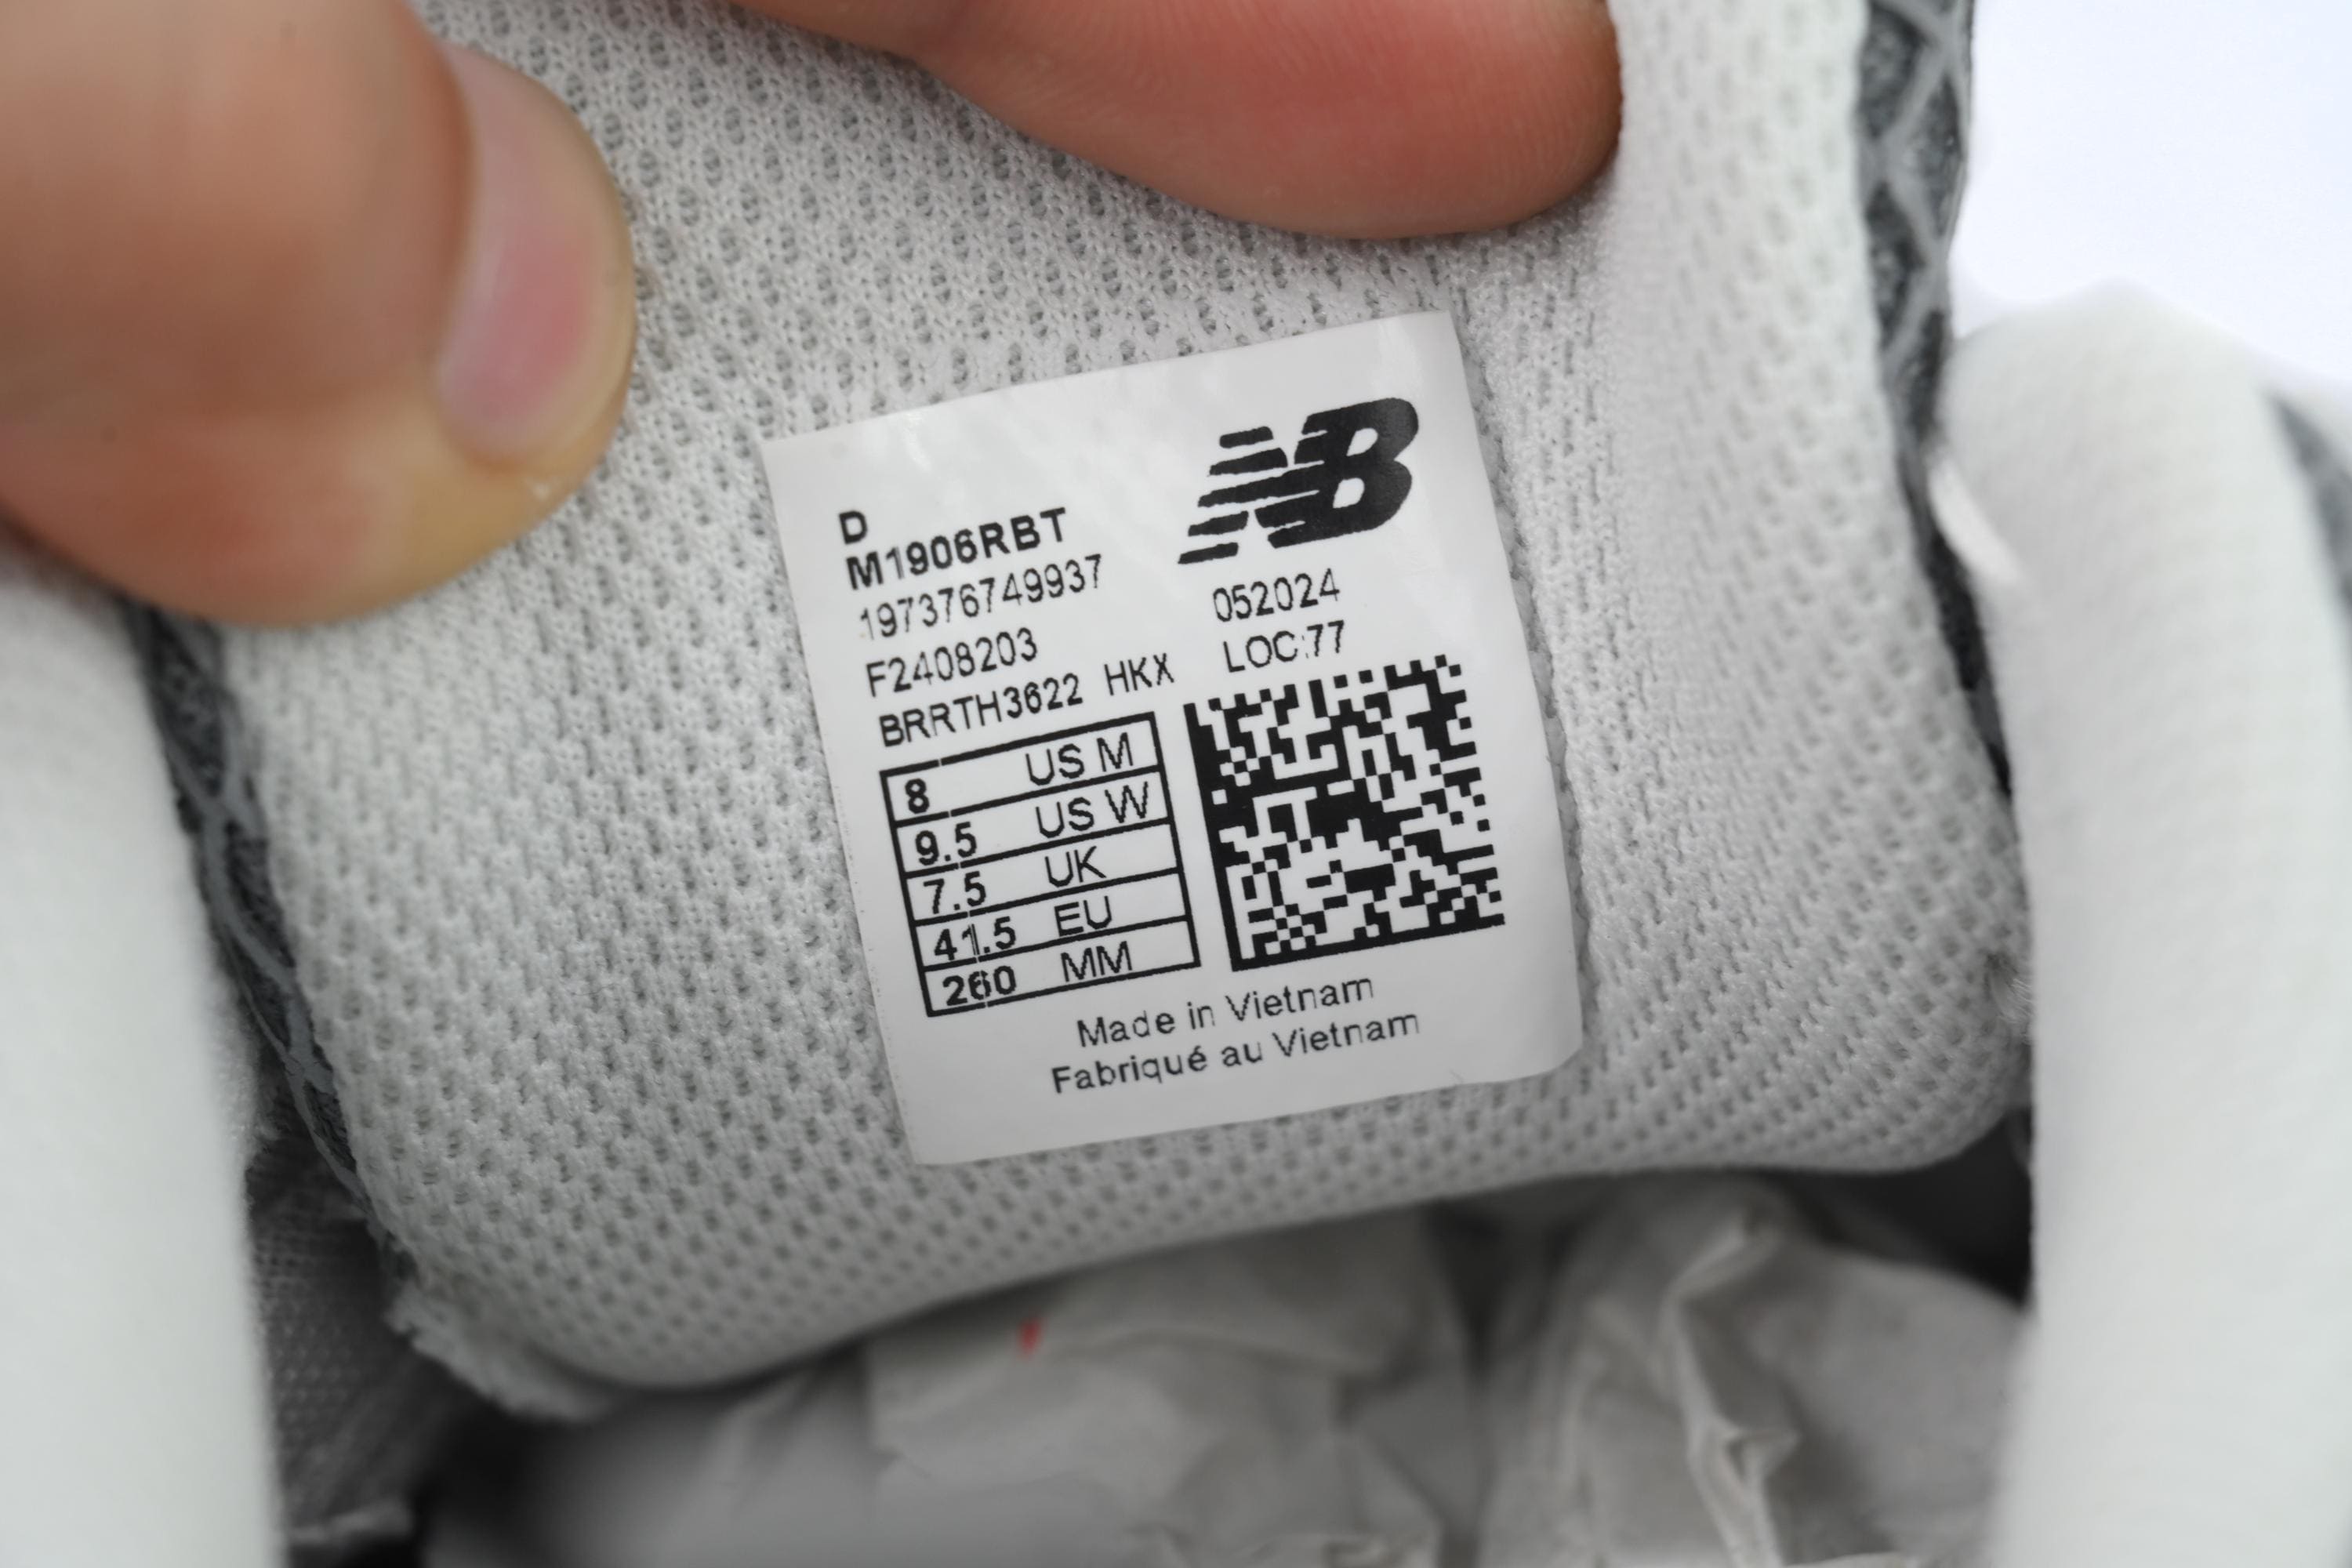 NB
D
M1906RBT
197376749937
052024
F2408203
LOC:77
BRRTH3622 HKX
8 US M
9.5 US W
7.5 UK
41.5 EU
260 MM
Made in Vietnam
Fabriqué au Vietnam